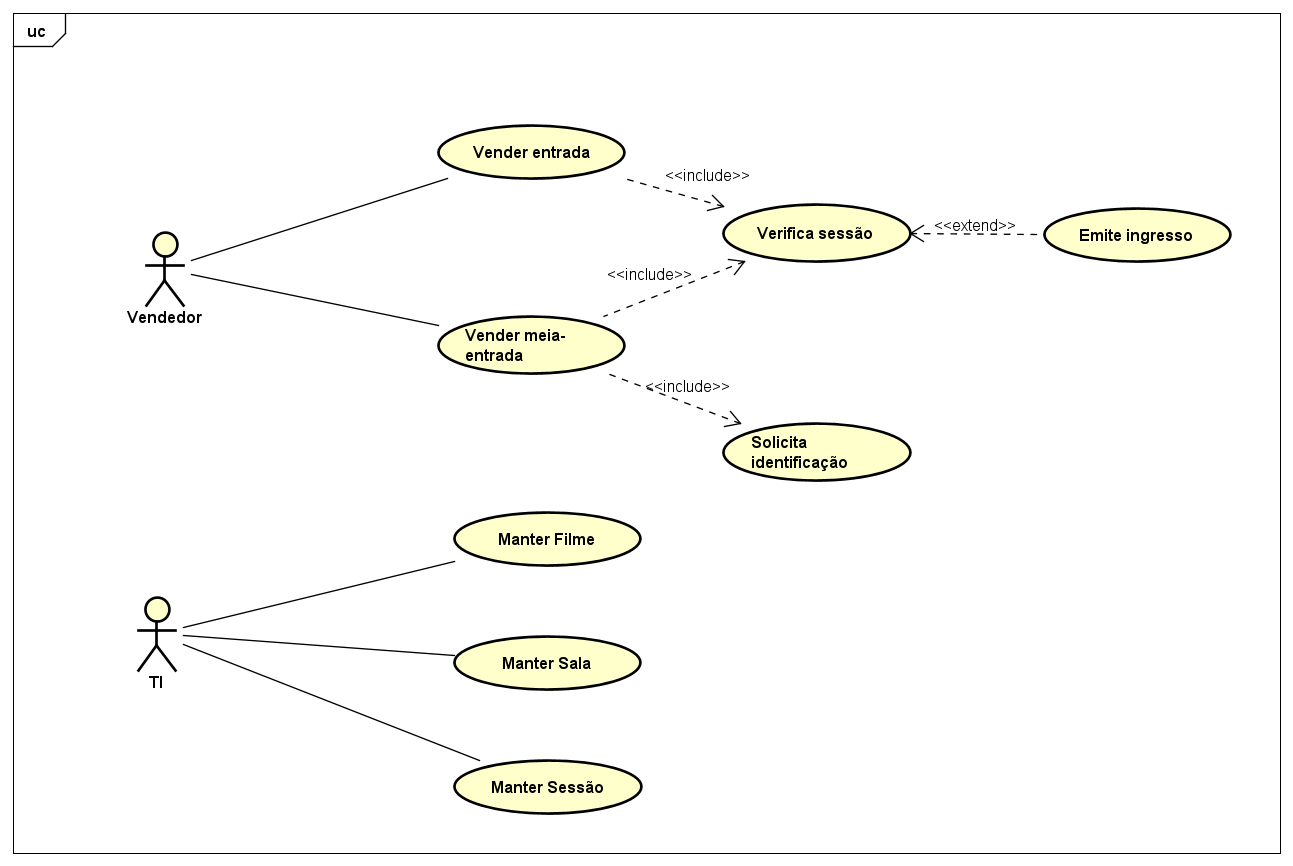 uc
Vender entrada
<<include>>
Verifica sessão
<<extend>>
Emite ingresso
Vendedor
<<include>>
Vender meia-
entrada
<<include>>
Solicita
identificação
Manter Filme
TI
Manter Sala
Manter Sessão